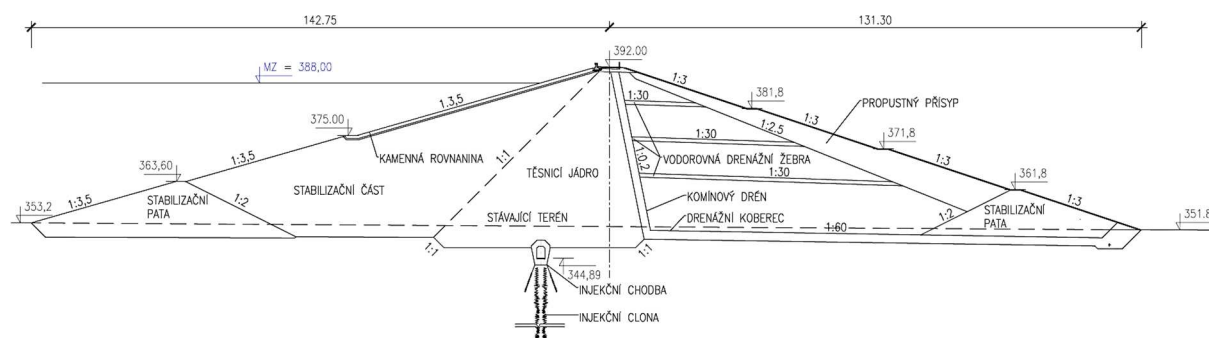 142.75
131.30
392.00
MZ = 388,00
1:3
1:30
381,8
1:3,5
1:2.5
1:3
PROPUSTNÝ PŘÍSYP
375.00
1:30
371,8
KAMENNÁ ROVNANINA
1:1
1:0,2
VODOROVNÁ DRENÁŽNÍ ŽEBRA
1:3
363,60
1:3,5
TĚSNICÍ JÁDRO
1:30
361,8
STABILIZAČNÍ ČÁST
KOMÍNOVÝ DRÉN
1:3,5
STABILIZAČNÍ
PATA
1:2
1:2
STABILIZAČNÍ
PATA
1:3
353,2
STÁVAJÍCÍ TERÉN
DRENÁŽNÍ KOBEREC
1:60
351.8
1:1
1:1
344,89
INJEKČNÍ CHODBA
INJEKČNÍ CLONA